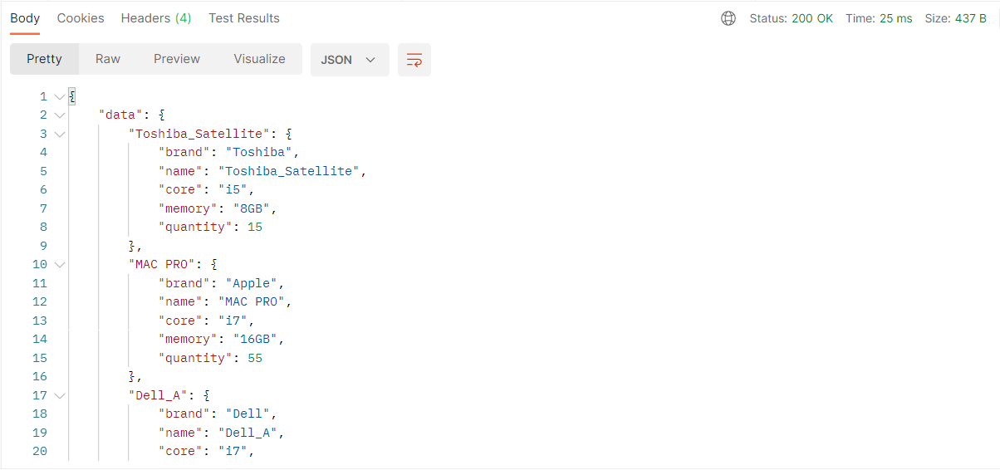 Body Cookies Headers (4) Test Results Status: 200 OK Time: 25 ms Size: 437 B
Pretty Raw Preview Visualize JSON
1 {
2 "data": {
3 "Toshiba_Satellite": {
4 "brand": "Toshiba",
5 "name": "Toshiba_Satellite",
6 "core": "i5",
7 "memory": "8GB",
8 "quantity": 15
9 },
10 "MAC PRO": {
11 "brand": "Apple",
12 "name": "MAC PRO",
13 "core": "i7",
14 "memory": "16GB",
15 "quantity": 55
16 },
17 "Dell_A": {
18 "brand": "Dell",
19 "name": "Dell_A",
20 "core": "i7",